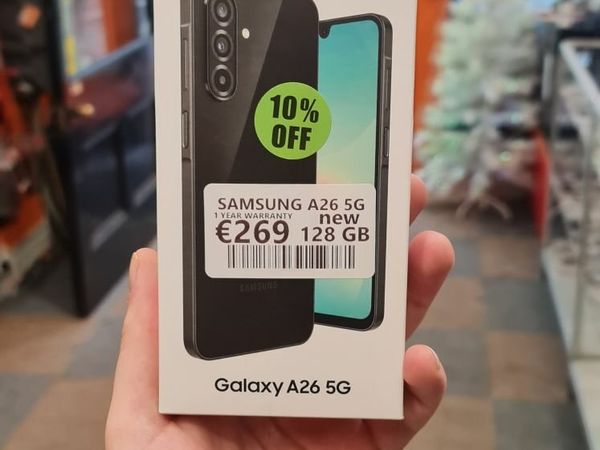 10%
OFF
SAMSUNG A26 5G
1 YEAR WARRANTY new
€269 128 GB
SAMSUNG
Galaxy A26 5G